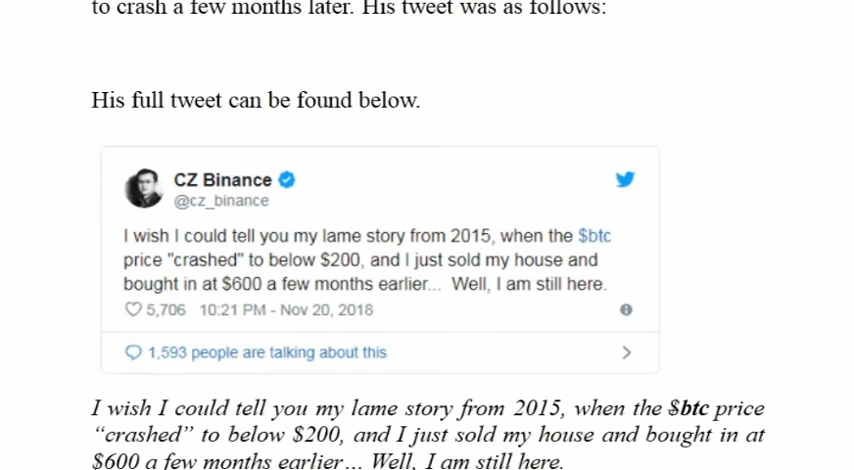 to crash a few months later. His tweet was as follows:
His full tweet can be found below.
CZ Binance
@cz_binance
I wish I could tell you my lame story from 2015, when the $btc
price "crashed" to below $200, and I just sold my house and
bought in at $600 a few months earlier... Well, I am still here.
5,706 10:21 PM - Nov 20, 2018
1,593 people are talking about this
I wish I could tell you my lame story from 2015, when the $btc price
“crashed” to below $200, and I just sold my house and bought in at
$600 a few months earlier… Well, I am still here.